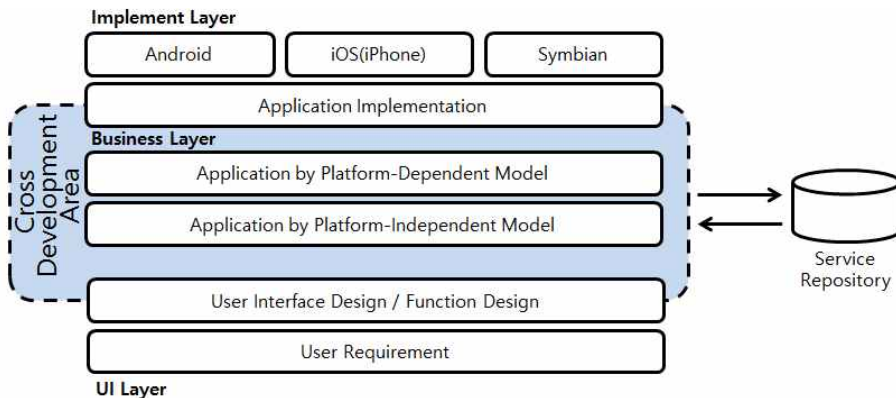 Implement Layer
Android
iOS(iPhone)
Symbian
Application Implementation
Business Layer
Application by Platform-Dependent Model
Application by Platform-Independent Model
User Interface Design / Function Design
User Requirement
UI Layer
Cross
Development
Area
Service
Repository